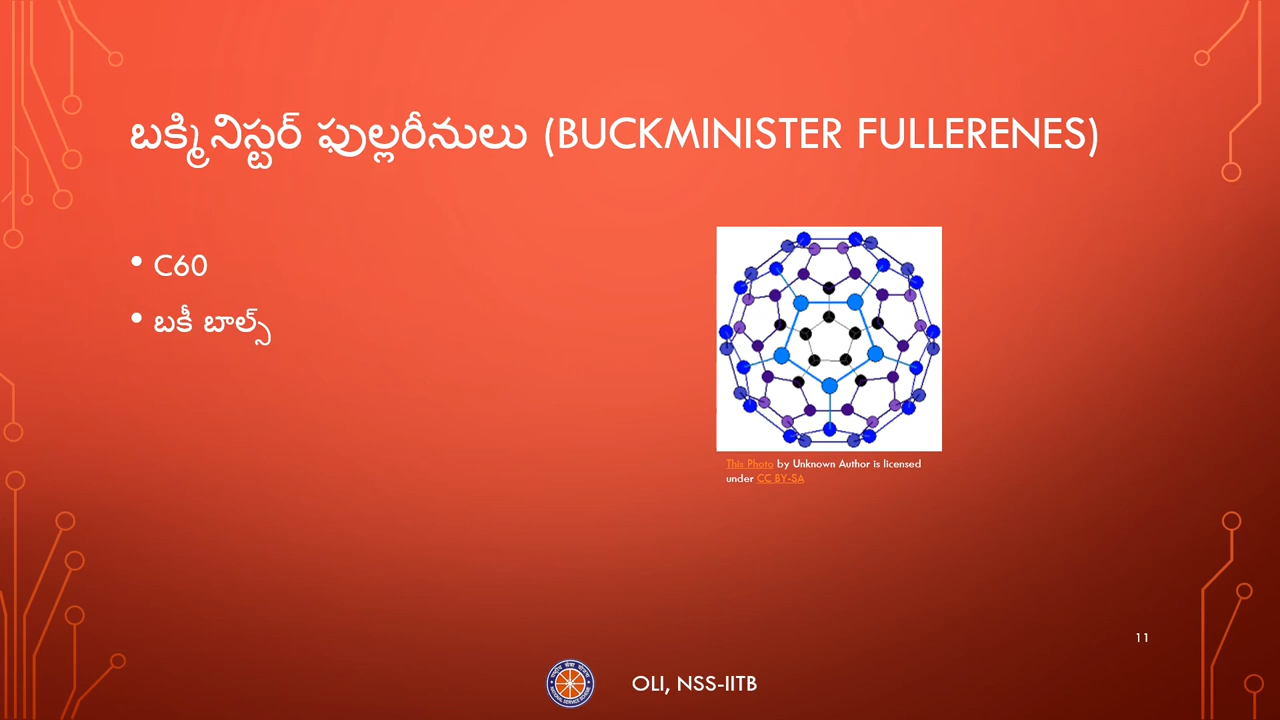 బక్మినిస్టర్ ఫుల్లరీనులు (BUCKMINISTER FULLERENES)
• C60
• బకీ బాల్స్
This Photo by Unknown Author is licensed
under CC BY-SA
11
OLI, NSS-IITB